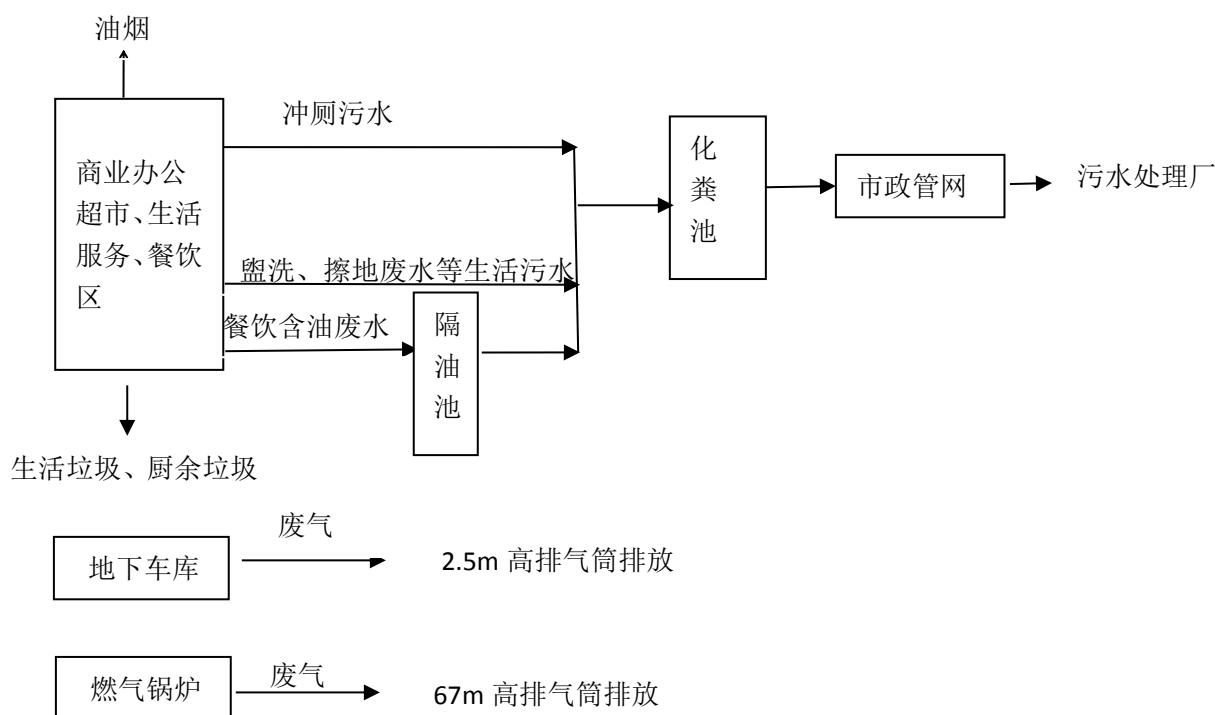 油烟
冲厕污水
商业办公
超市、生活
服务、餐饮
区
化
粪
池
市政管网
污水处理厂
盥洗、擦地废水等生活污水
餐饮含油废水
隔
油
池
生活垃圾、厨余垃圾
废气
地下车库
2.5m 高排气筒排放
废气
燃气锅炉
67m 高排气筒排放